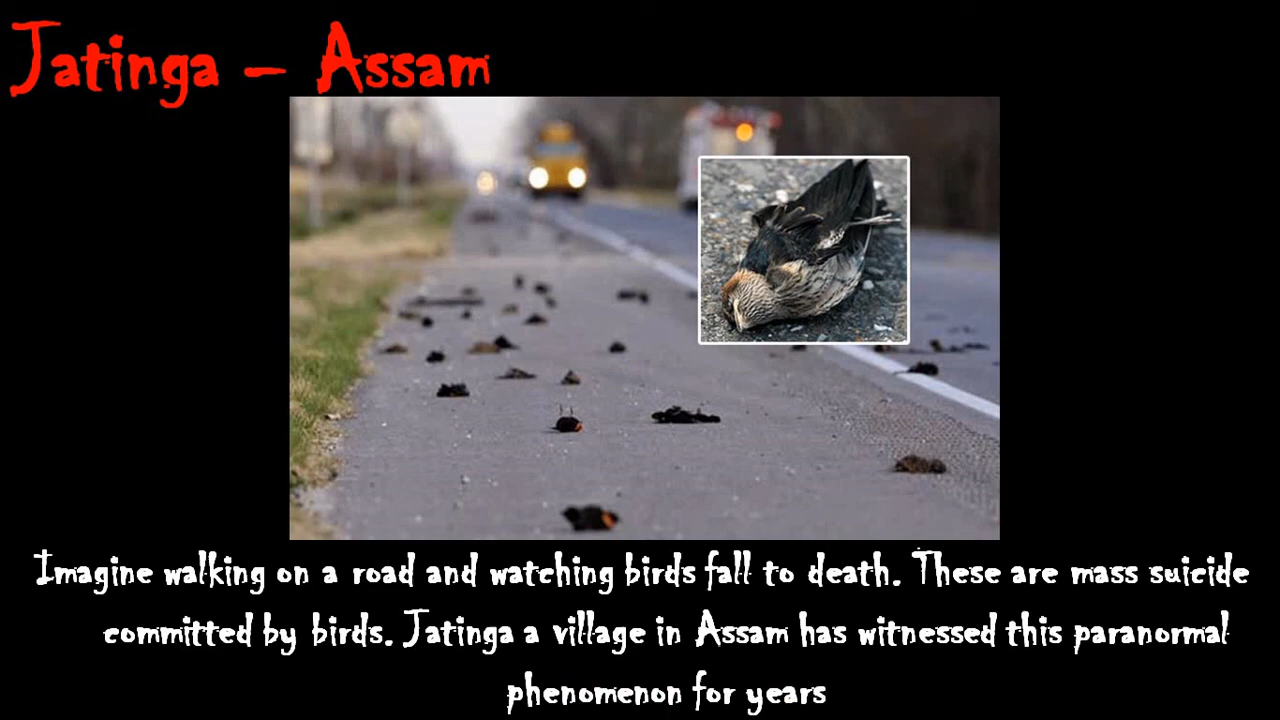 Jatinga – Assam
Imagine walking on a road and watching birds fall to death. These are mass suicide
committed by birds. Jatinga a village in Assam has witnessed this paranormal
phenomenon for years